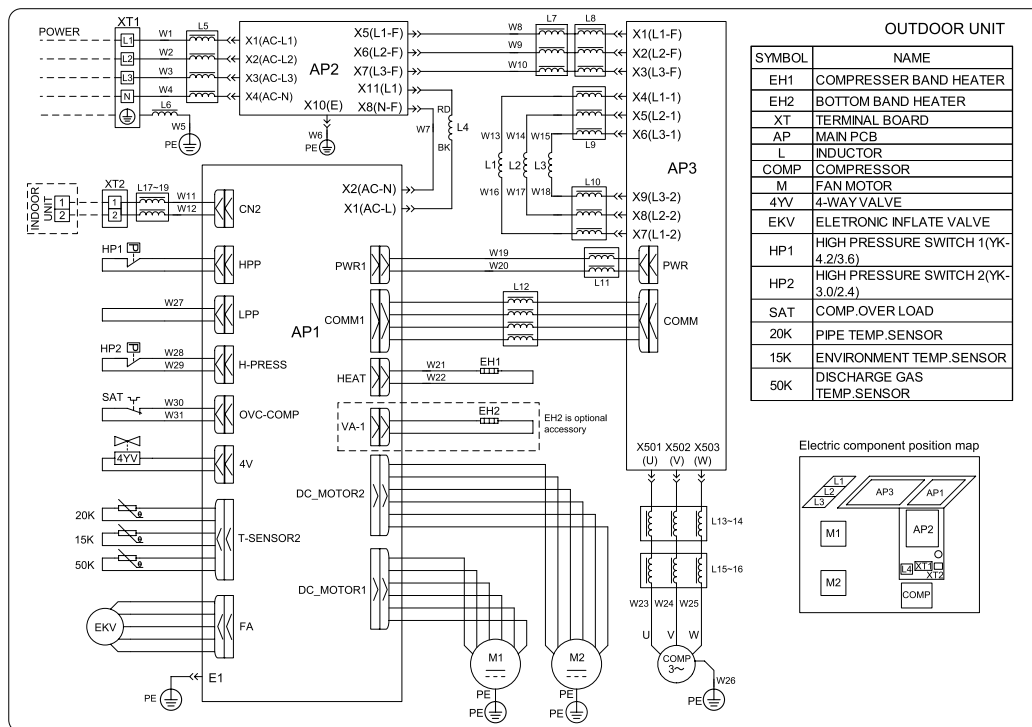 OUTDOOR UNIT
POWER
XT1
L1
L2
L3
N
W1
W2
W3
W4
L5
L6
W5
PE
X1(AC-L1)
X2(AC-L2)
X3(AC-L3)
X4(AC-N)
AP2
X10(E)
W6
PE
X5(L1-F)
X6(L2-F)
X7(L3-F)
X11(L1)
X8(N-F)
RD
W7
BK
L4
W8
W9
W10
L7
L8
X1(L1-F)
X2(L2-F)
X3(L3-F)
X4(L1-1)
X5(L2-1)
X6(L3-1)
AP3
X9(L3-2)
X8(L2-2)
X7(L1-2)
L9
L10
W13
W14
W15
L1
L2
L3
W16
W17
W18
INDOOR
UNIT
1
2
XT2
1
2
L17~19
W11
W12
CN2
X2(AC-N)
X1(AC-L)
HP1
P
HPP
PWR1
W19
W20
L11
PWR
W27
LPP
AP1
COMM1
L12
COMM
HP2
P
W28
W29
H-PRESS
HEAT
W21
W22
EH1
SAT
W30
W31
OVC-COMP
VA-1
EH2
EH2 is optional
accessory
4YV
4V
DC_MOTOR2
20K
15K
50K
T-SENSOR2
DC_MOTOR1
EKV
FA
E1
PE
M1
PE
PE
M2
PE
PE
X501 X502 X503
(U) (V) (W)
L13~14
L15~16
W23 W24 W25
U V W
COMP
3~
W26
PE
SYMBOL NAME
EH1 COMPRESSER BAND HEATER
EH2 BOTTOM BAND HEATER
XT TERMINAL BOARD
AP MAIN PCB
L INDUCTOR
COMP COMPRESSOR
M FAN MOTOR
4YV 4-WAY VALVE
EKV ELETRONIC INFLATE VALVE
HP1 HIGH PRESSURE SWITCH 1(YK-
4.2/3.6)
HP2 HIGH PRESSURE SWITCH 2(YK-
3.0/2.4)
SAT COMP.OVER LOAD
20K PIPE TEMP.SENSOR
15K ENVIRONMENT TEMP.SENSOR
50K DISCHARGE GAS
TEMP.SENSOR
Electric component position map
L1
L2
L3
AP3
AP1
M1
AP2
L4
XT1
XT2
M2
COMP